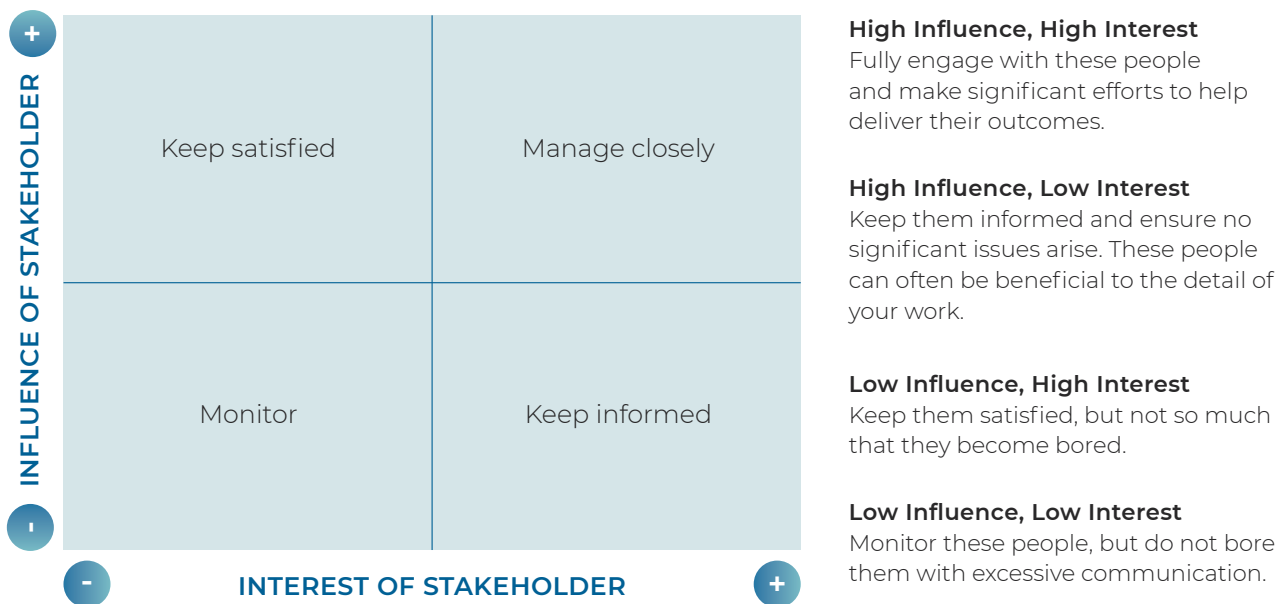 +
INFLUENCE OF STAKEHOLDER
-
Keep satisfied
Manage closely
Monitor
Keep informed
-
INTEREST OF STAKEHOLDER
+
High Influence, High Interest
Fully engage with these people
and make significant efforts to help
deliver their outcomes.
High Influence, Low Interest
Keep them informed and ensure no
significant issues arise. These people
can often be beneficial to the detail of
your work.
Low Influence, High Interest
Keep them satisfied, but not so much
that they become bored.
Low Influence, Low Interest
Monitor these people, but do not bore
them with excessive communication.